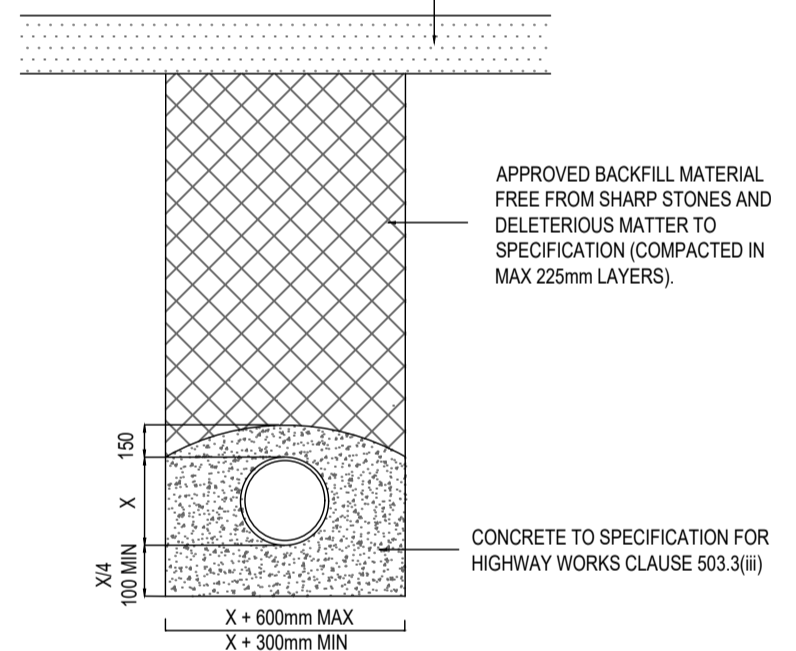 APPROVED BACKFILL MATERIAL
FREE FROM SHARP STONES AND
DELETERIOUS MATTER TO
SPECIFICATION (COMPACTED IN
MAX 225mm LAYERS).
150
X
X/4
100 MIN
CONCRETE TO SPECIFICATION FOR
HIGHWAY WORKS CLAUSE 503.3(iii)
X + 600mm MAX
X + 300mm MIN